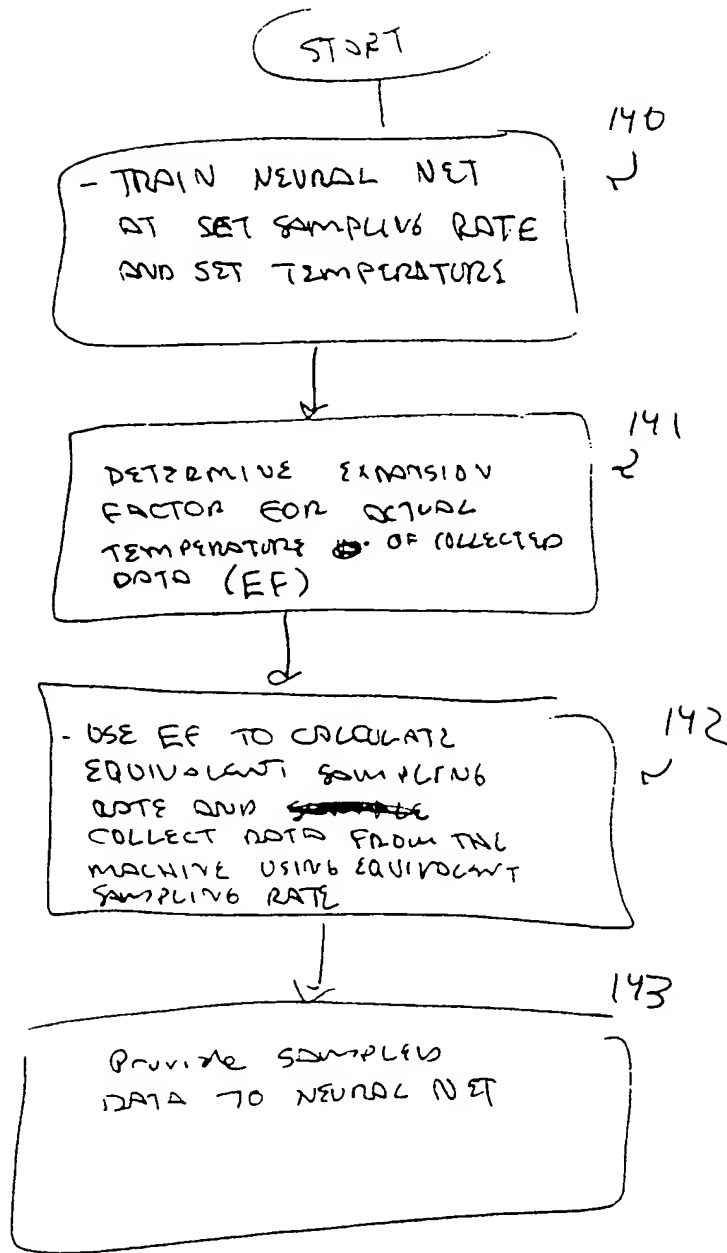 START
140
- TRAIN NEURAL NET
AT SET SAMPLING RATE
AND SET TEMPERATURE
141
DETERMINE EXPANSION
FACTOR FOR ACTUAL
TEMPERATURE OF COLLECTED
DATA (EF)
142
- USE EF TO CALCULATE
EQUIVALENT SAMPLING
RATE AND
COLLECT DATA FROM THE
MACHINE USING EQUIVALENT
SAMPLING RATE
143
Provide SAMPLED
DATA TO NEURAL NET